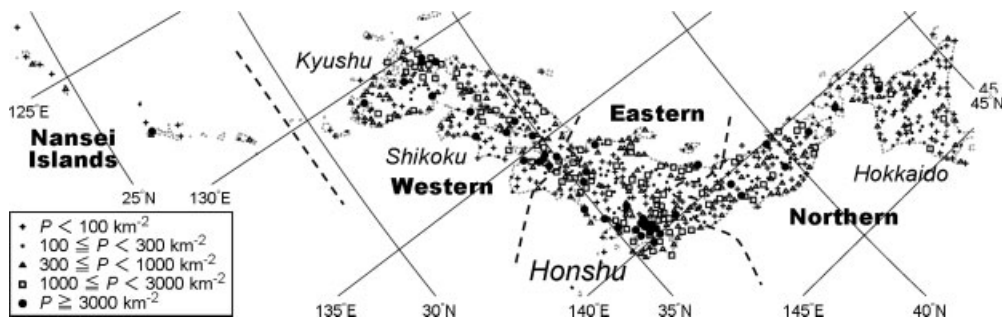 Kyushu
Eastern
45°E
45°N
125°E
Nansei
Islands
Shikoku
Western
Hokkaido
25°N
130°E
Northern
+ P < 100 km⁻²
· 100 ≦ P < 300 km⁻²
▲ 300 ≦ P < 1000 km⁻²
□ 1000 ≦ P < 3000 km⁻²
● P ≧ 3000 km⁻²
Honshu
135°E
30°N
140°E
35°N
145°E
40°N